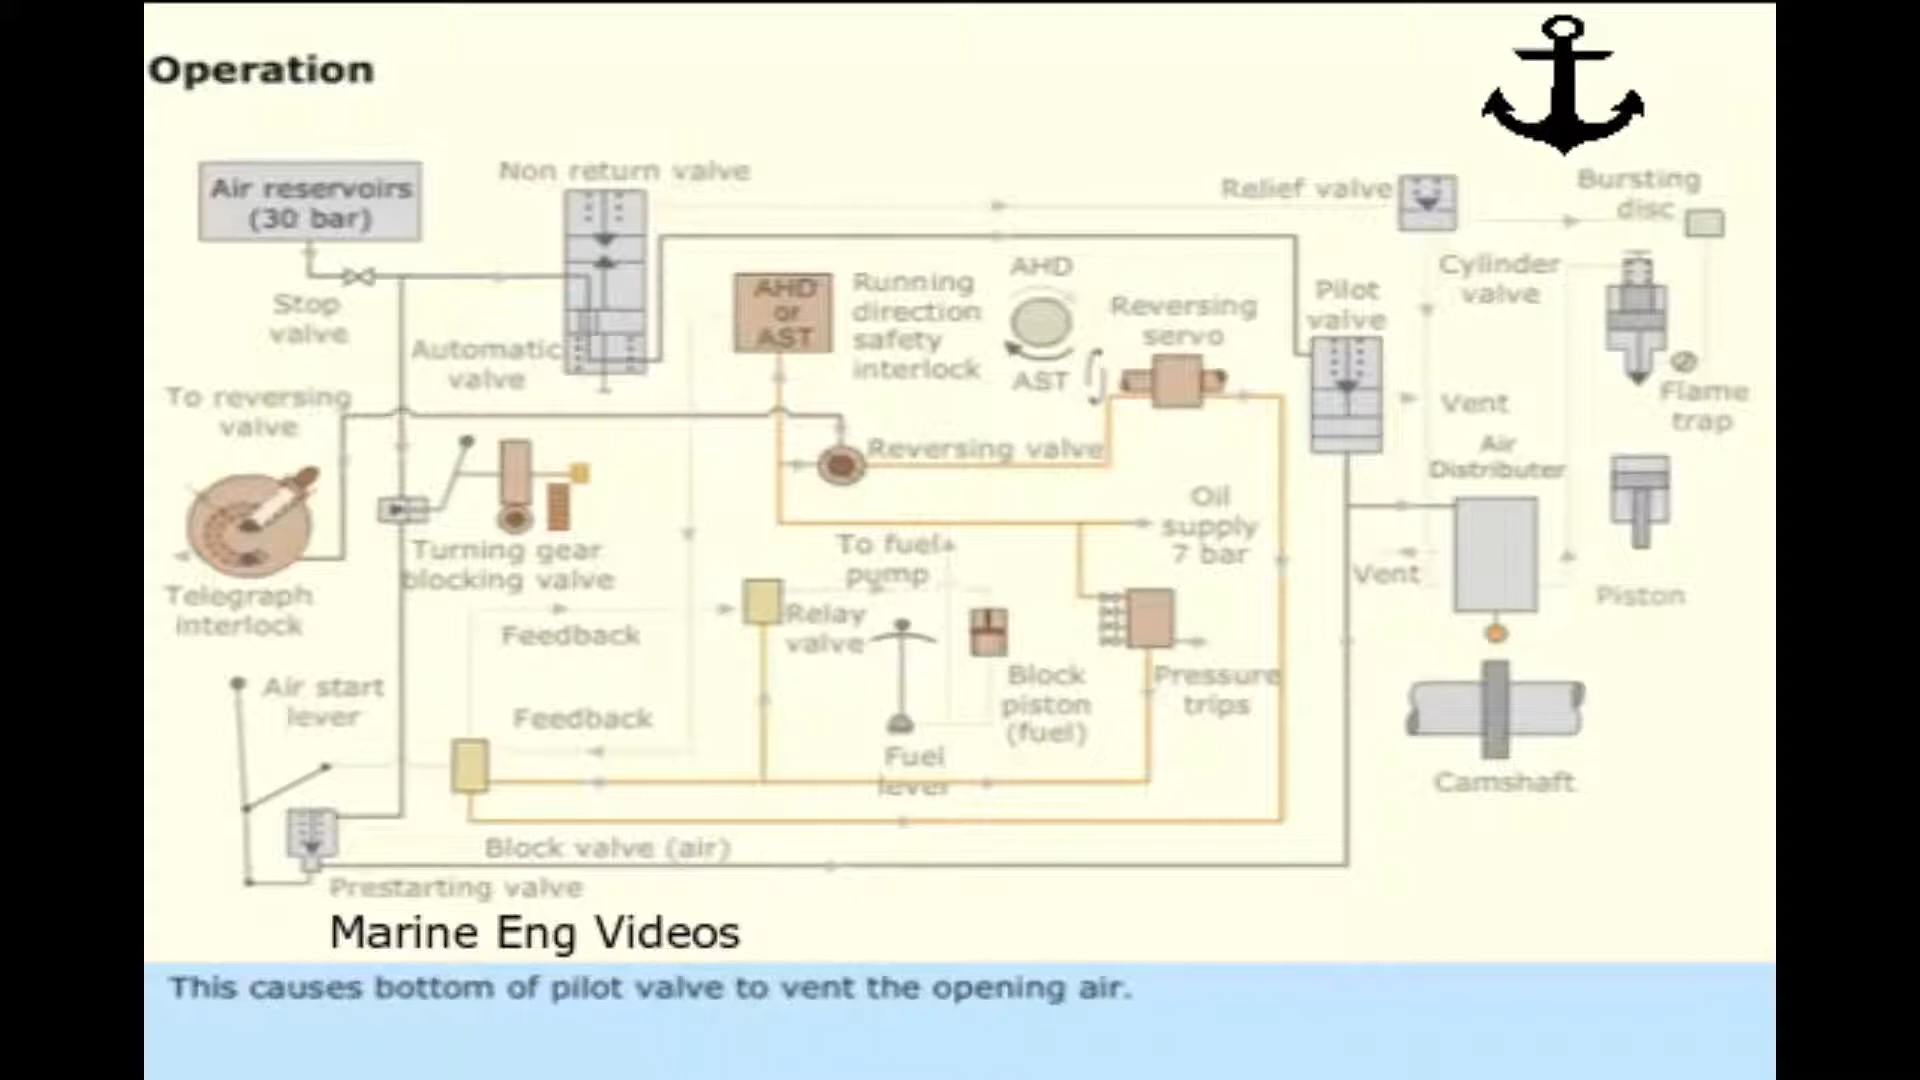 Operation
Non return valve
Air reservoirs
(30 bar)
Relief valve
Bursting
disc
Stop
valve
Automatic
valve
AHD
or
AST
Running
direction
safety
interlock
AHD
AST
Reversing
servo
Pilot
valve
Cylinder
valve
Flame
trap
Vent
To reversing
valve
Reversing valve
Air
Distributer
Telegraph
interlock
Turning gear
blocking valve
To fuel
pump
Oil
supply
7 bar
Vent
Piston
Feedback
Relay
valve
Air start
lever
Feedback
Block
piston
(fuel)
Pressure
trips
Fuel
lever
Camshaft
Block valve (air)
Prestarting valve
Marine Eng Videos
This causes bottom of pilot valve to vent the opening air.